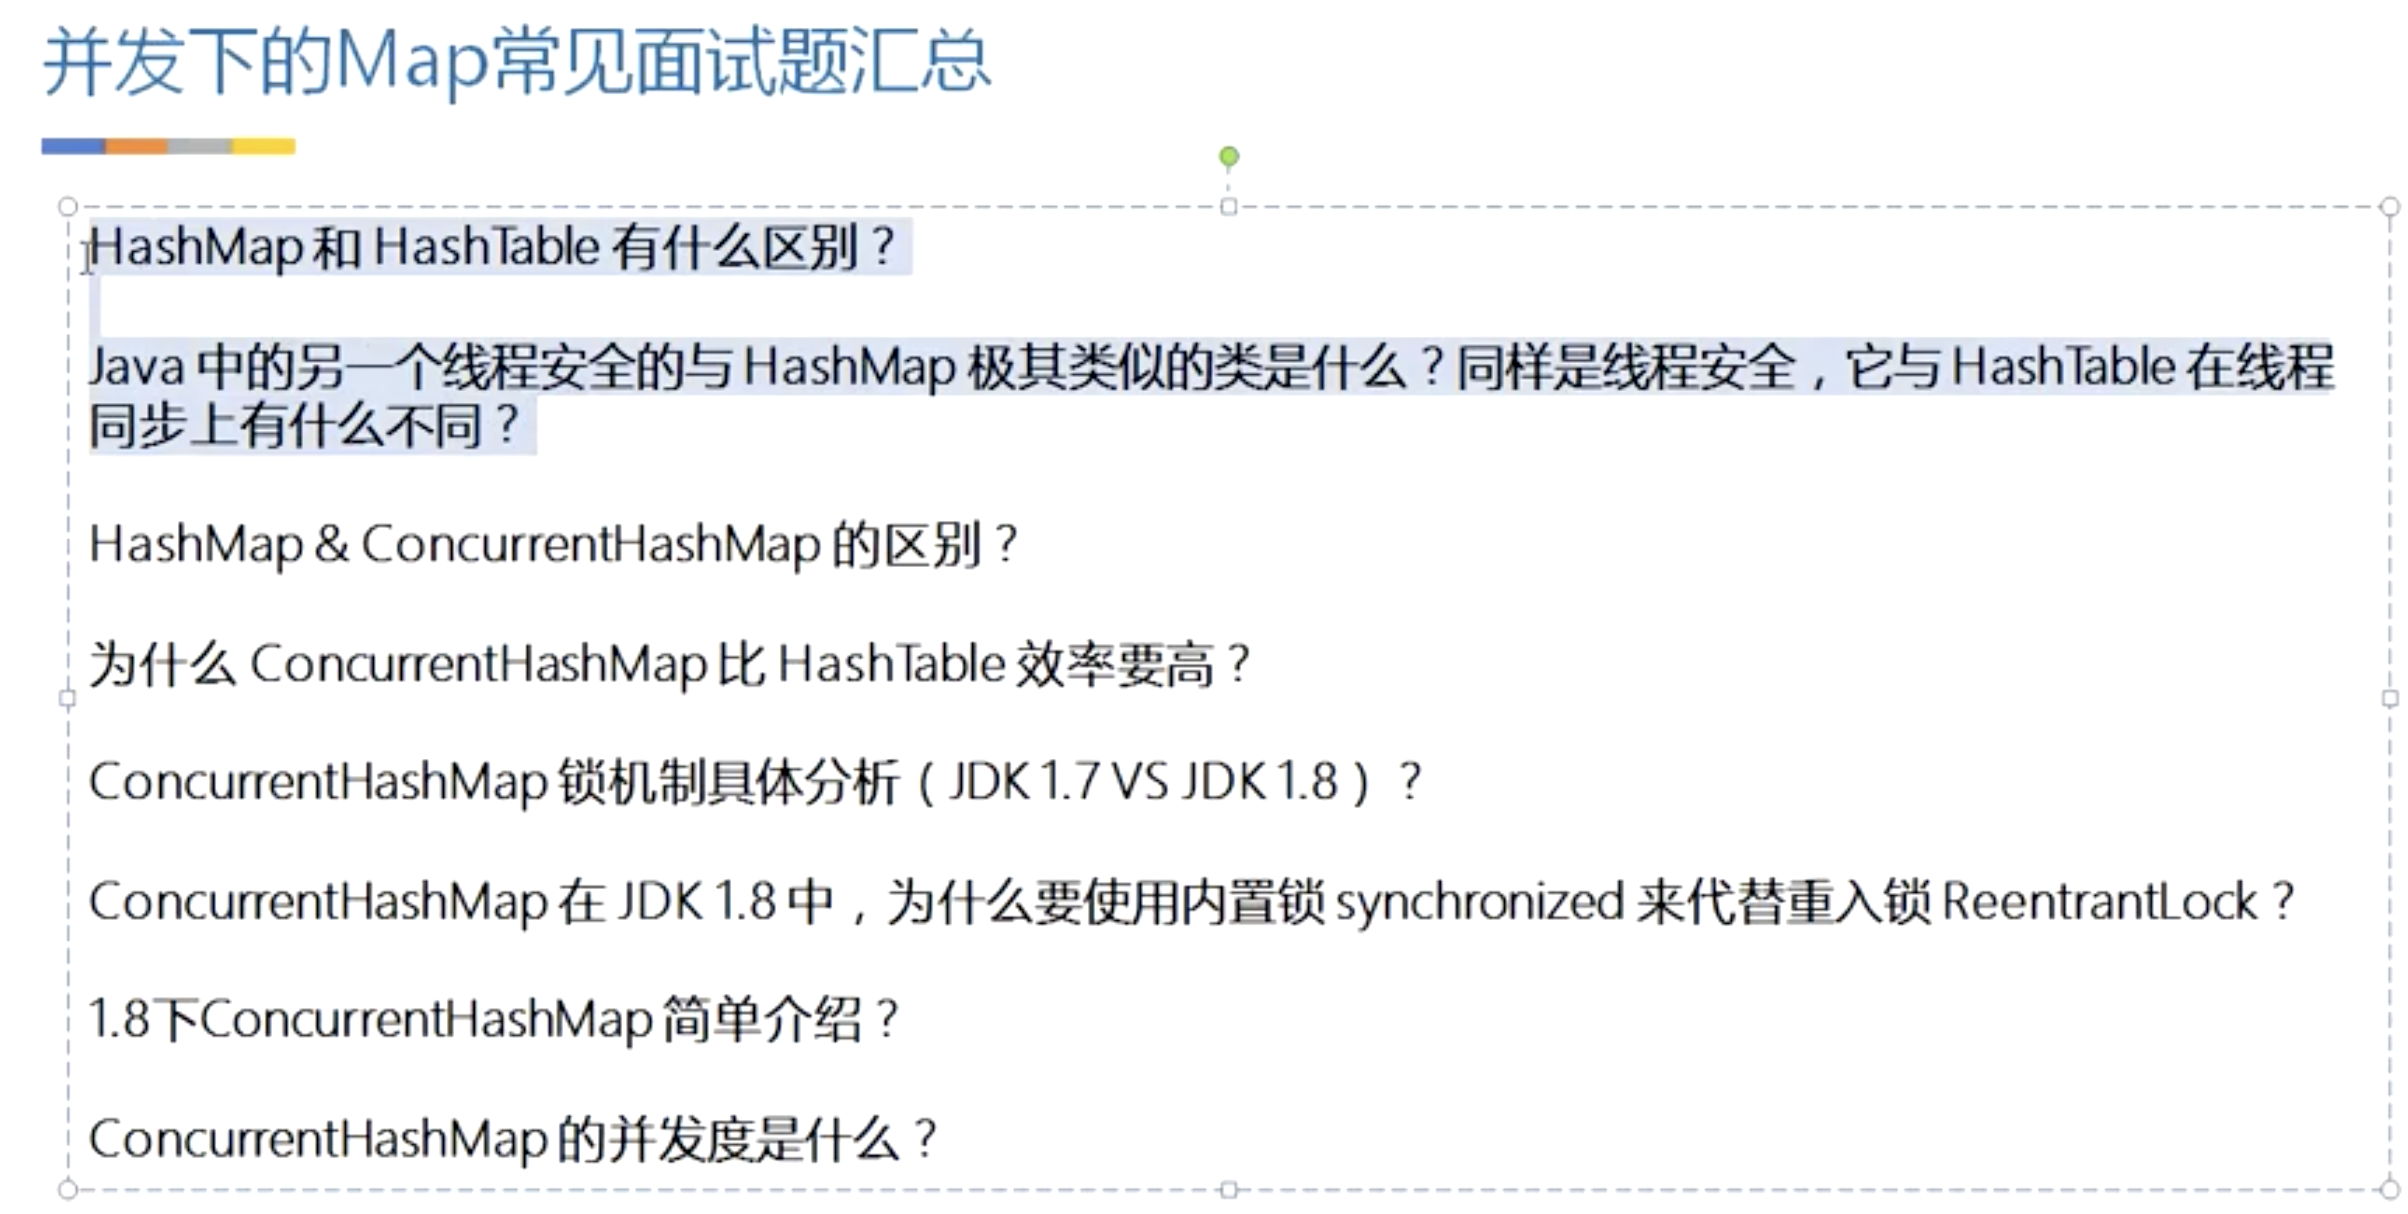 并发下的Map常见面试题汇总
HashMap 和 HashTable 有什么区别？
Java 中的另一个线程安全的与 HashMap 极其类似的类是什么？同样是线程安全，它与 HashTable 在线程
同步上有什么不同？
HashMap & ConcurrentHashMap 的区别？
为什么 ConcurrentHashMap 比 HashTable 效率要高？
ConcurrentHashMap 锁机制具体分析（JDK 1.7 VS JDK 1.8）？
ConcurrentHashMap 在 JDK 1.8 中，为什么要使用内置锁 synchronized 来代替重入锁 ReentrantLock？
1.8下ConcurrentHashMap 简单介绍？
ConcurrentHashMap 的并发度是什么？